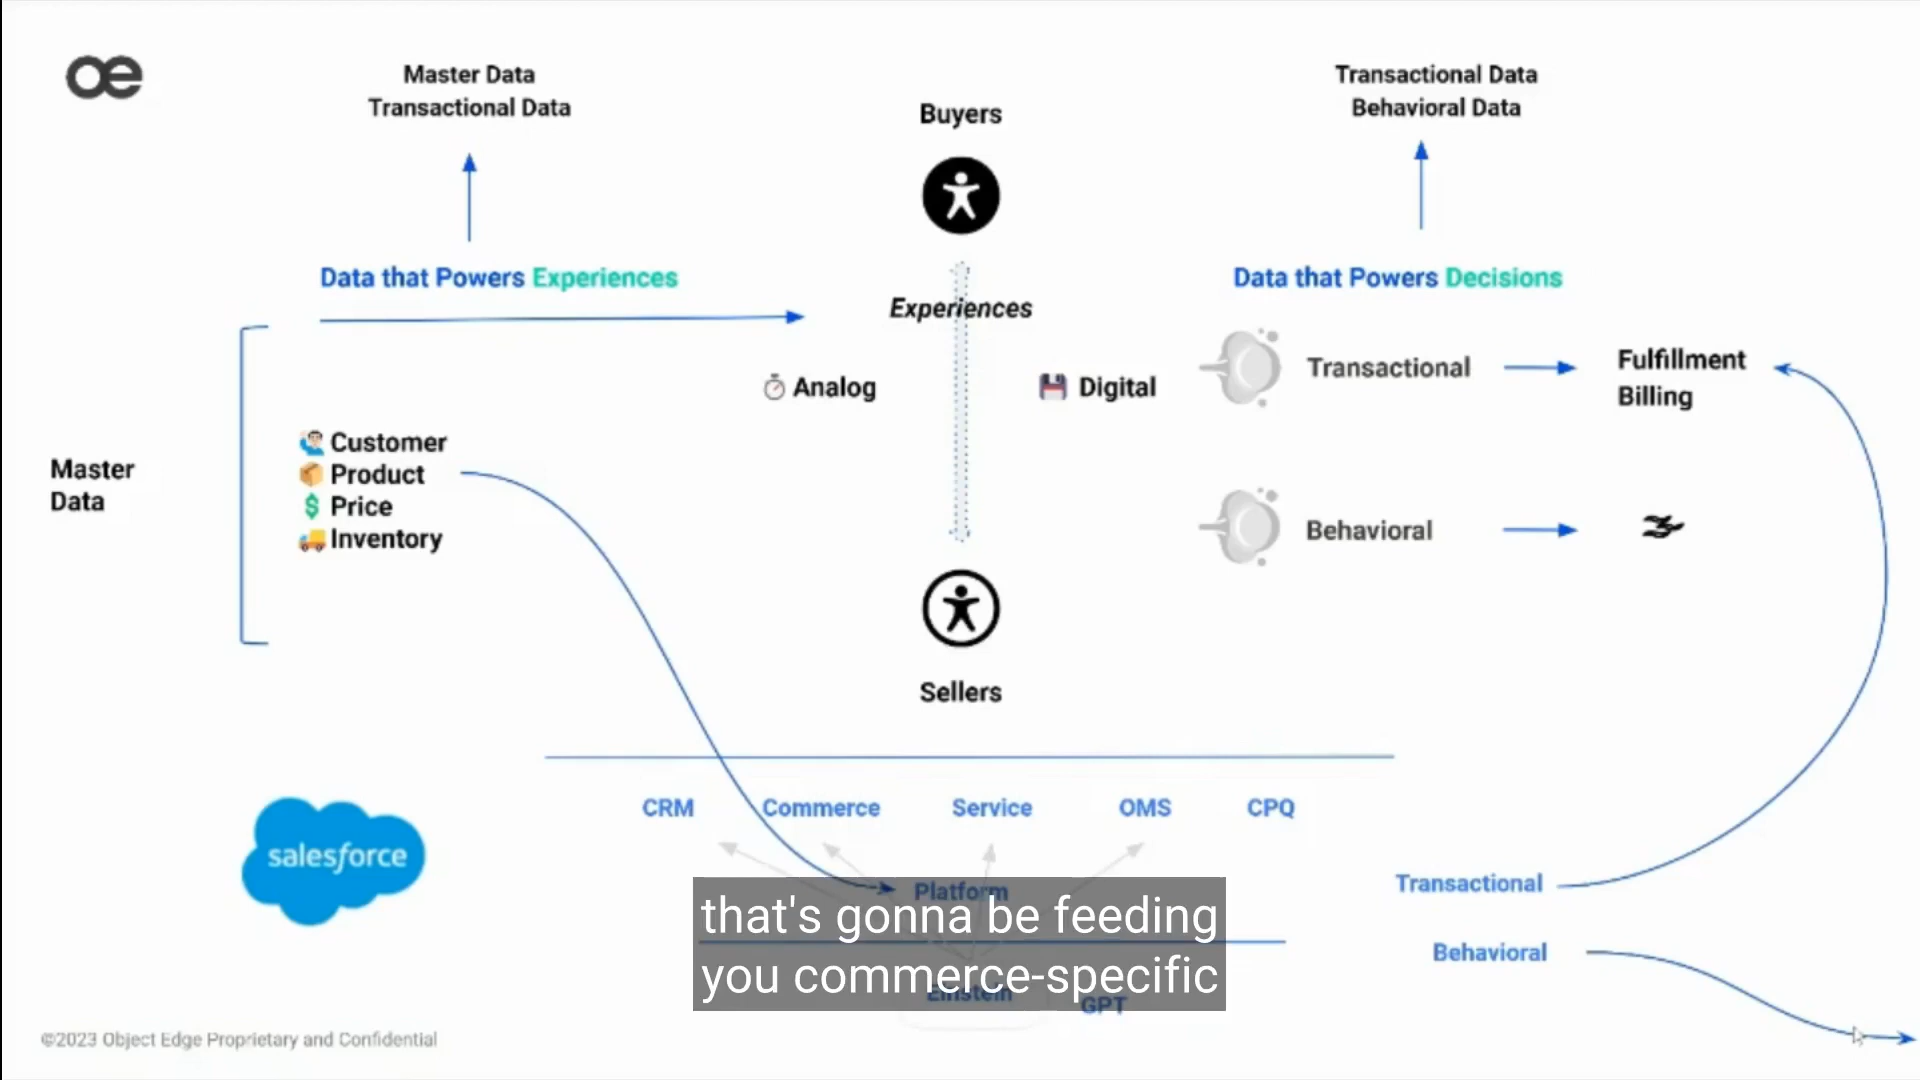 oe
Master Data
Transactional Data
Transactional Data
Behavioral Data
Buyers
Data that Powers Experiences
Experiences
Data that Powers Decisions
Analog
Digital
Transactional
Fulfillment
Billing
Master
Data
Customer
Product
Price
Inventory
Behavioral
Sellers
CRM
Commerce
Service
OMS
CPQ
salesforce
Platform
Transactional
that's gonna be feeding
you commerce-specific
Behavioral
Einstein
GPT
©2023 Object Edge Proprietary and Confidential